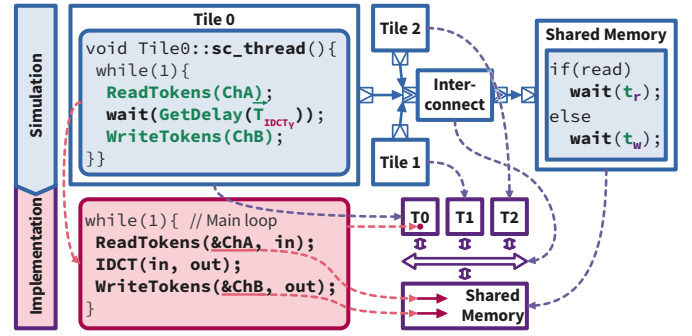 Simulation
Tile 0
void Tile0::sc_thread(){
while(1){
ReadTokens(ChA);
wait(GetDelay(T⃗IDCTγ));
WriteTokens(ChB);
}}
Tile 2
Inter-
connect
Tile 1
Shared Memory
if(read)
wait(tr);
else
wait(tw);
Implementation
while(1){ // Main loop
ReadTokens(&ChA, in);
IDCT(in, out);
WriteTokens(&ChB, out);
}
T0
T1
T2
Shared
Memory